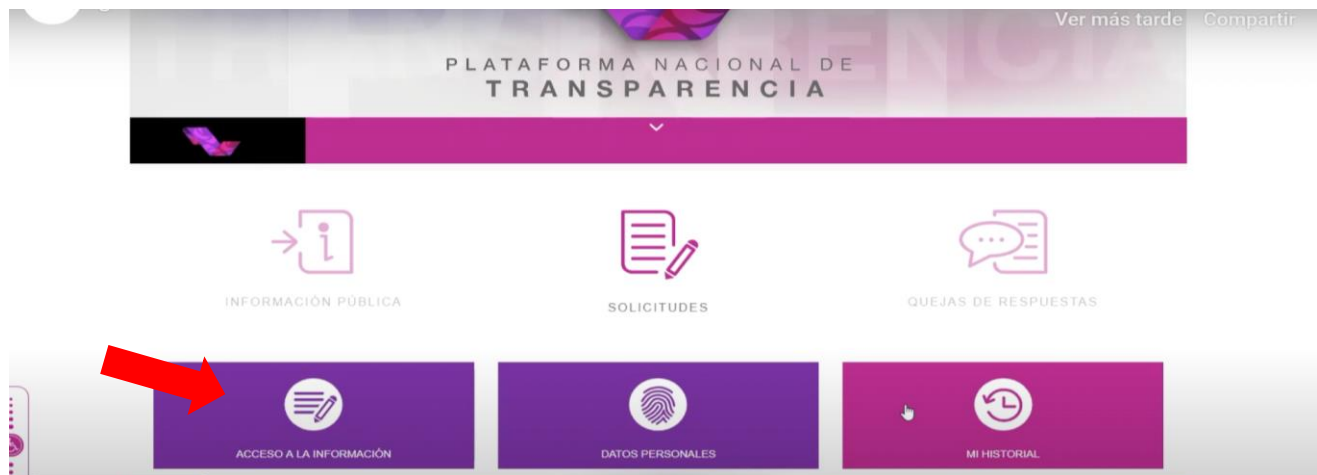 Ver más tarde Compartir
PLATAFORMA NACIONAL DE
TRANSPARENCIA
INFORMACIÓN PÚBLICA
SOLICITUDES
QUEJAS DE RESPUESTAS
ACCESO A LA INFORMACIÓN
DATOS PERSONALES
MI HISTORIAL